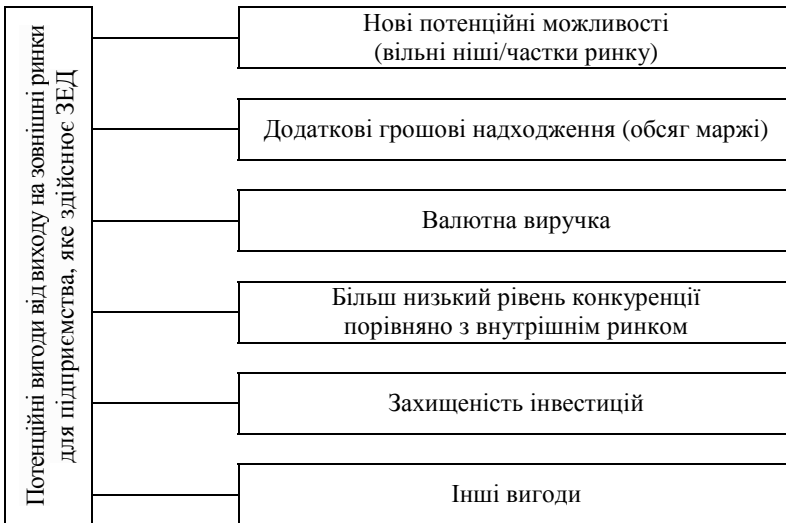 Потенційні вигоди від виходу на зовнішні ринки
для підприємства, яке здійснює ЗЕД
Нові потенційні можливості
(вільні ніші/частки ринку)
Додаткові грошові надходження (обсяг маржі)
Валютна виручка
Більш низький рівень конкуренції
порівняно з внутрішнім ринком
Захищеність інвестицій
Інші вигоди